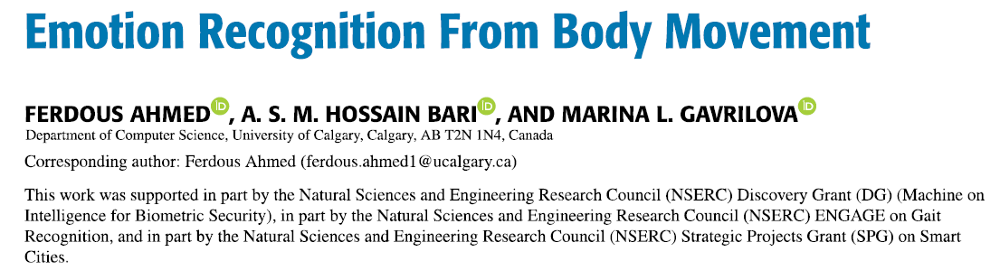 Emotion Recognition From Body Movement
FERDOUS AHMED iD, A. S. M. HOSSAIN BARI iD, AND MARINA L. GAVRILOVA iD
Department of Computer Science, University of Calgary, Calgary, AB T2N 1N4, Canada
Corresponding author: Ferdous Ahmed (ferdous.ahmed1@ucalgary.ca)
This work was supported in part by the Natural Sciences and Engineering Research Council (NSERC) Discovery Grant (DG) (Machine on
Intelligence for Biometric Security), in part by the Natural Sciences and Engineering Research Council (NSERC) ENGAGE on Gait
Recognition, and in part by the Natural Sciences and Engineering Research Council (NSERC) Strategic Projects Grant (SPG) on Smart
Cities.